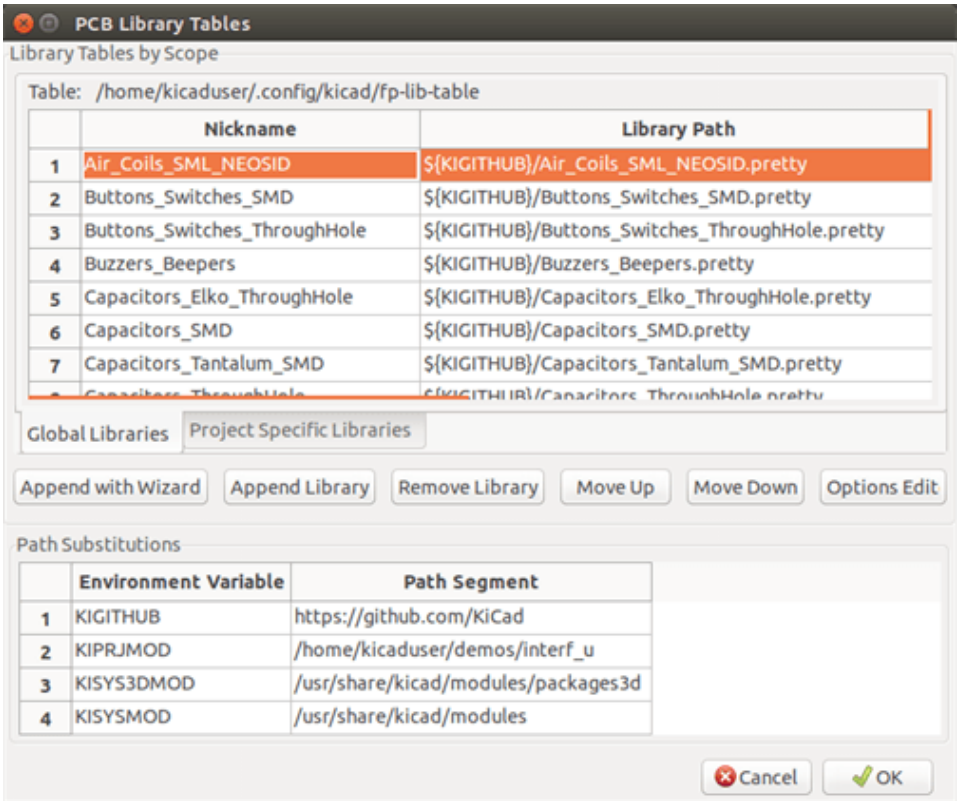 PCB Library Tables
Library Tables by Scope
Table: /home/kicaduser/.config/kicad/fp-lib-table
Nickname Library Path
1 Air_Coils_SML_NEOSID ${KIGITHUB}/Air_Coils_SML_NEOSID.pretty
2 Buttons_Switches_SMD ${KIGITHUB}/Buttons_Switches_SMD.pretty
3 Buttons_Switches_ThroughHole ${KIGITHUB}/Buttons_Switches_ThroughHole.pretty
4 Buzzers_Beepers ${KIGITHUB}/Buzzers_Beepers.pretty
5 Capacitors_Elko_ThroughHole ${KIGITHUB}/Capacitors_Elko_ThroughHole.pretty
6 Capacitors_SMD ${KIGITHUB}/Capacitors_SMD.pretty
7 Capacitors_Tantalum_SMD ${KIGITHUB}/Capacitors_Tantalum_SMD.pretty
Capacitors_ThroughHole ${KIGITHUB}/Capacitors_ThroughHole.pretty
Global Libraries Project Specific Libraries
Append with Wizard Append Library Remove Library Move Up Move Down Options Edit
Path Substitutions
Environment Variable Path Segment
1 KIGITHUB https://github.com/KiCad
2 KIPRJMOD /home/kicaduser/demos/interf_u
3 KISYS3DMOD /usr/share/kicad/modules/packages3d
4 KISYSMOD /usr/share/kicad/modules
Cancel OK